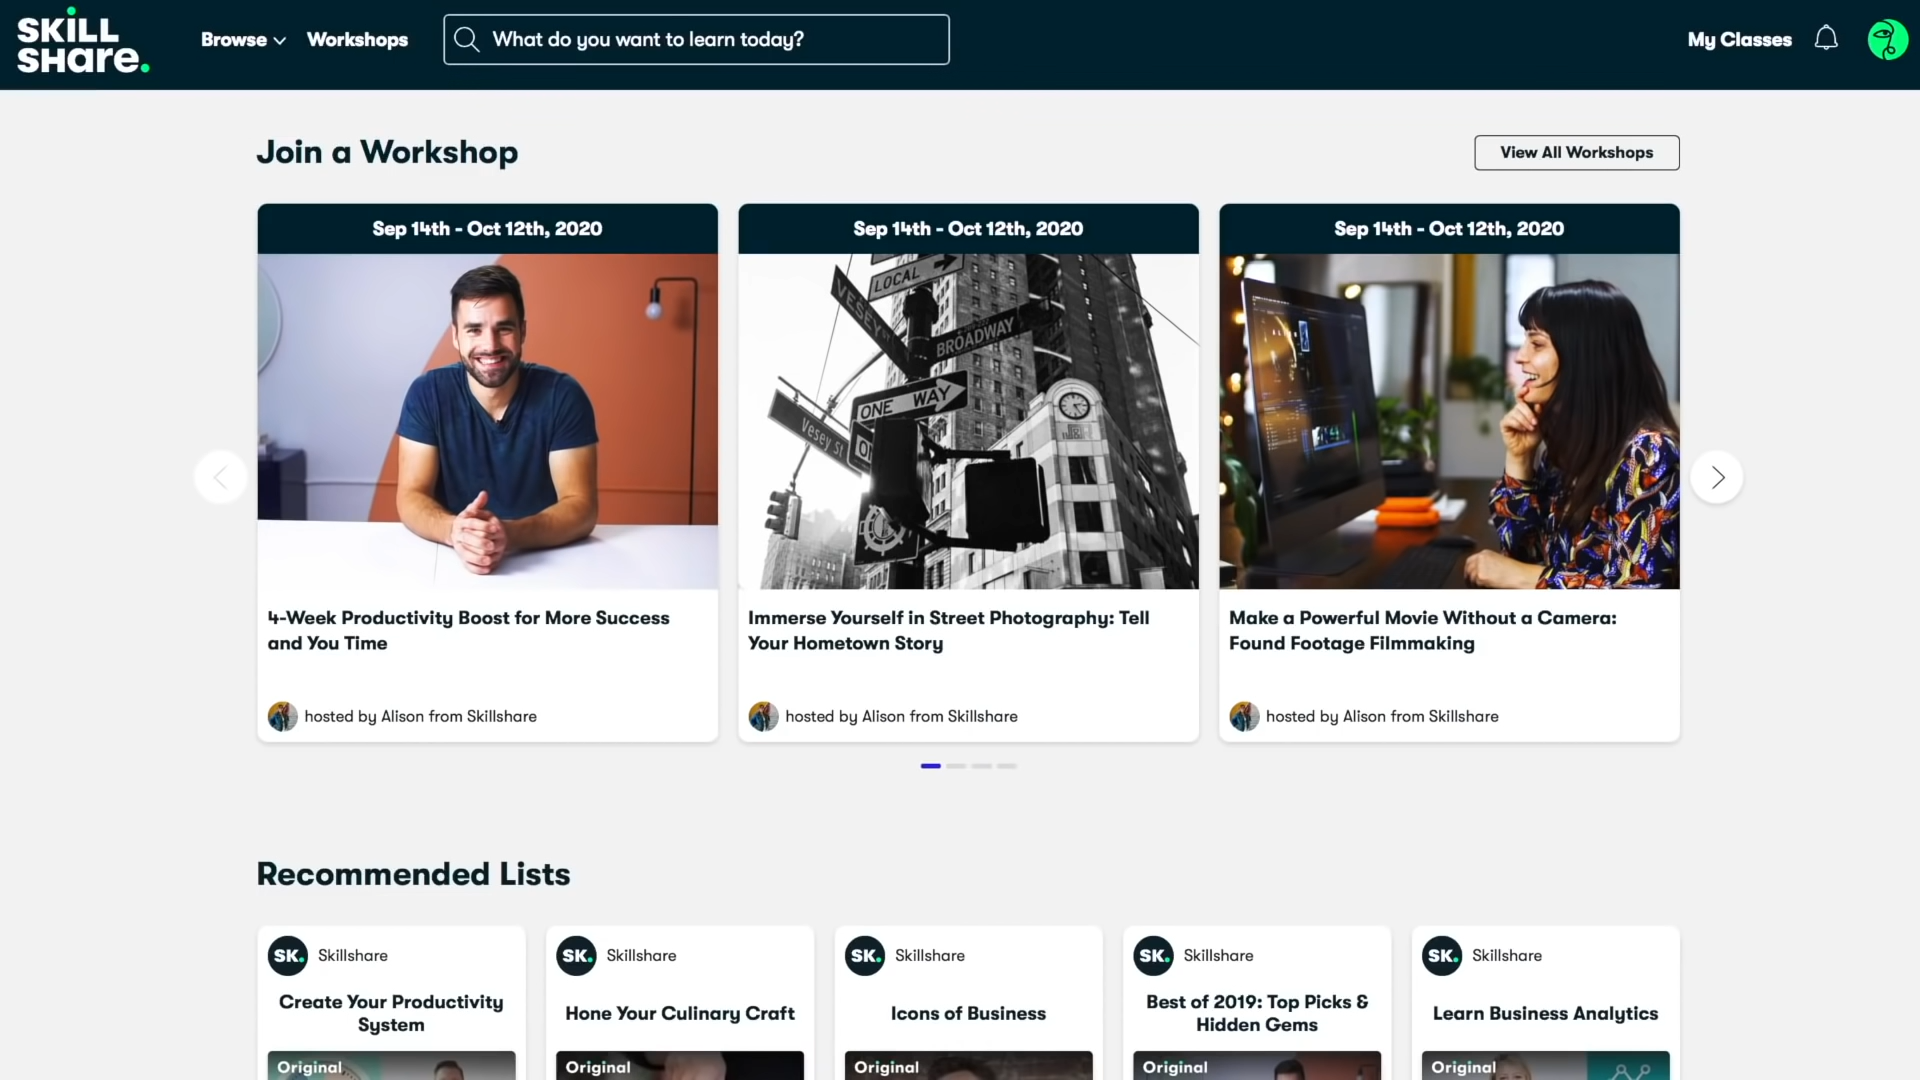 SKILL
SHARE.
Browse
Workshops
What do you want to learn today?
My Classes
Join a Workshop
View All Workshops
Sep 14th - Oct 12th, 2020
Sep 14th - Oct 12th, 2020
Sep 14th - Oct 12th, 2020
LOCAL
VESEY ST
BROADWAY
ONE WAY
Vesey St
4-Week Productivity Boost for More Success
and You Time
Immerse Yourself in Street Photography: Tell
Your Hometown Story
Make a Powerful Movie Without a Camera:
Found Footage Filmmaking
hosted by Alison from Skillshare
hosted by Alison from Skillshare
hosted by Alison from Skillshare
Recommended Lists
SK. Skillshare
SK. Skillshare
SK. Skillshare
SK. Skillshare
SK. Skillshare
Create Your Productivity
System
Hone Your Culinary Craft
Icons of Business
Best of 2019: Top Picks &
Hidden Gems
Learn Business Analytics
Original
Original
Original
Original
Original